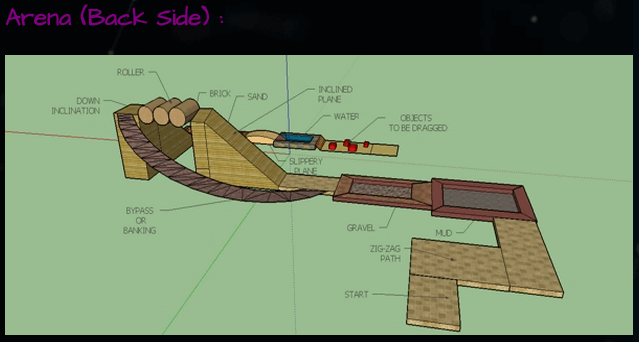 Arena (Back Side) :
ROLLER
BRICK
SAND
INCLINED
PLANE
DOWN
INCLINATION
WATER
OBJECTS
TO BE DRAGGED
SLIPPERY
PLANE
BYPASS
OR
BANKING
GRAVEL
MUD
ZIG-ZAG
PATH
START